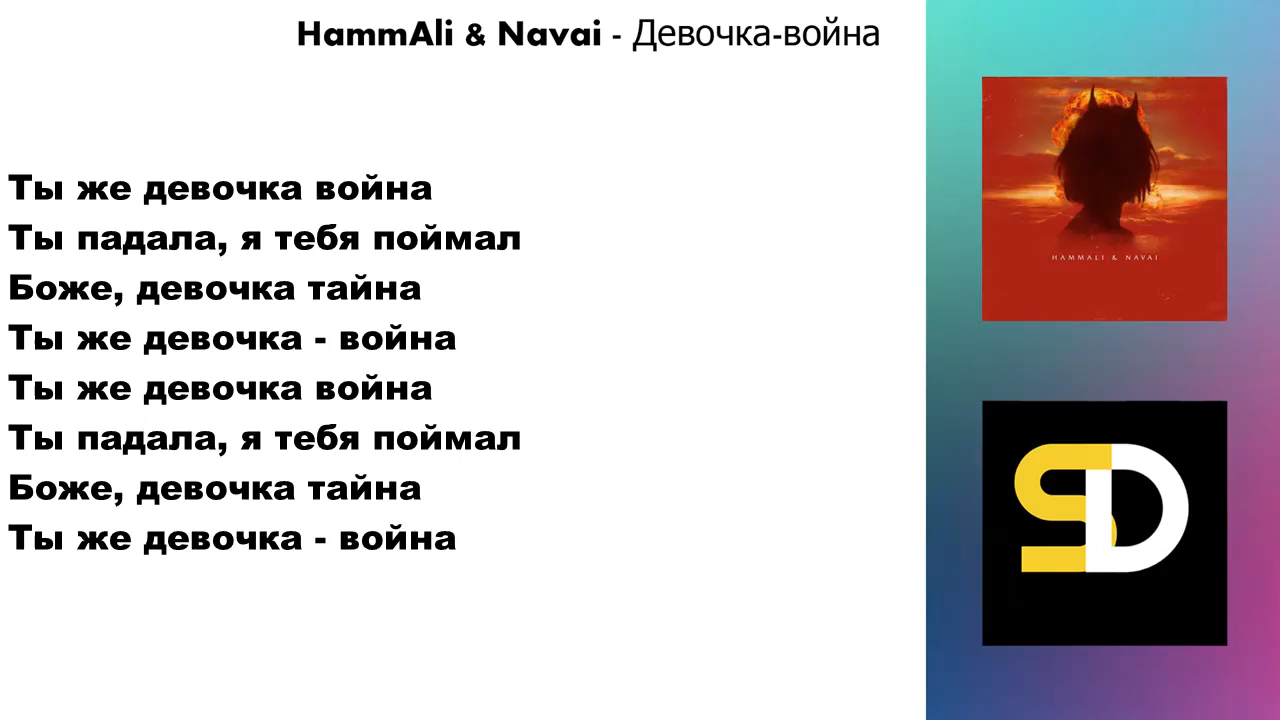 HammAli & Navai - Девочка-война
Ты же девочка война
Ты падала, я тебя поймал
Боже, девочка тайна
Ты же девочка - война
Ты же девочка война
Ты падала, я тебя поймал
Боже, девочка тайна
Ты же девочка - война
HAMMALI & NAVAI
SD